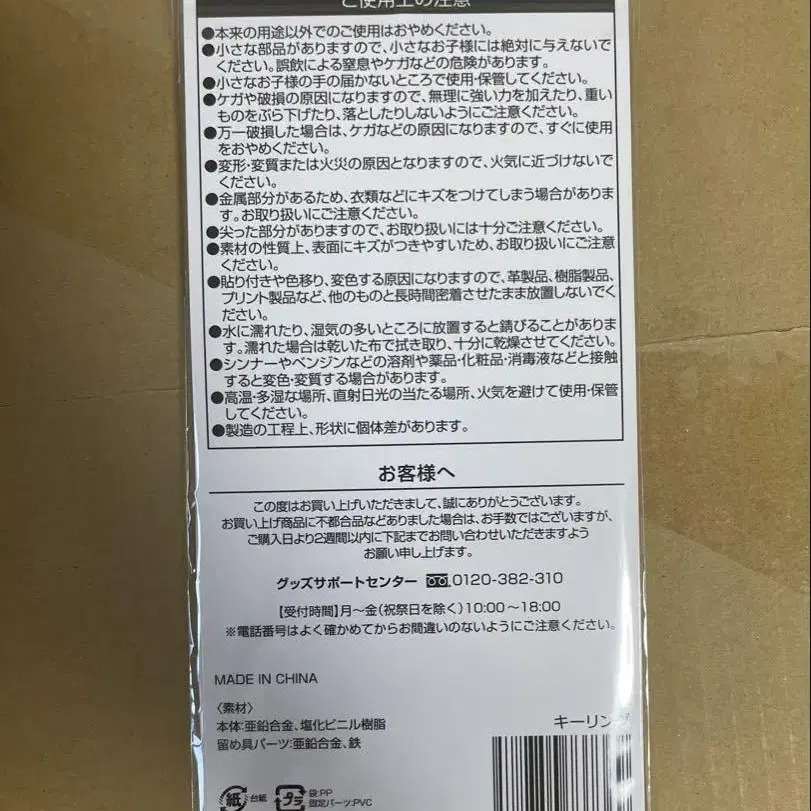 ご使用上の注意
●本来の用途以外でのご使用はおやめください。
●小さな部品がありますので、小さなお子様には絶対に与えないで
ください。誤飲による窒息やケガなどの危険があります。
●小さなお子様の手の届かないところで使用・保管してください。
●ケガや破損の原因になりますので、無理に強い力を加えたり、重い
ものをぶら下げたり、落としたりしないようにご注意ください。
●万一破損した場合は、ケガなどの原因になりますので、すぐに使用
をおやめください。
●変形・変質または火災の原因となりますので、火気に近づけないで
ください。
●金属部分があるため、衣類などにキズをつけてしまう場合がありま
す。お取り扱いにご注意ください。
●尖った部分がありますので、お取り扱いには十分ご注意ください。
●素材の性質上、表面にキズがつきやすいため、お取り扱いにご注意
ください。
●貼り付きや色移り、変色する原因になりますので、革製品、樹脂製品、
プリント製品など、他のものと長時間密着させたまま放置しないでく
ださい。
●水に濡れたり、湿気の多いところに放置すると錆びることがありま
す。濡れた場合は乾いた布で拭き取り、十分に乾燥させてください。
●シンナーやベンジンなどの溶剤や薬品・化粧品・消毒液などと接触
すると変色・変質する場合があります。
●高温・多湿な場所、直射日光の当たる場所、火気を避けて使用・保管
してください。
●製造の工程上、形状に個体差があります。
お客様へ
この度はお買い上げいただきまして、誠にありがとうございます。
お買い上げ商品に不都合品などありました場合は、お手数ではございますが、
ご購入日より2週間以内に下記までお問い合わせいただきますよう
お願い申し上げます。
グッズサポートセンター 0120-382-310
【受付時間】月〜金(祝祭日を除く)10:00〜18:00
※電話番号はよく確かめてからお間違いのないようにご注意ください。
MADE IN CHINA
〈素材〉
本体:亜鉛合金、塩化ビニル樹脂
留め具パーツ:亜鉛合金、鉄
キーリング
紙 台紙
プラ 袋:PP
固定パーツ:PVC